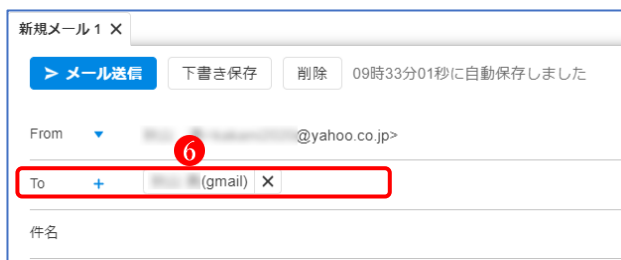 新規メール 1 ×
> メール送信 下書き保存 削除 09時33分01秒に自動保存しました
From @yahoo.co.jp>
6
To + (gmail) ×
件名